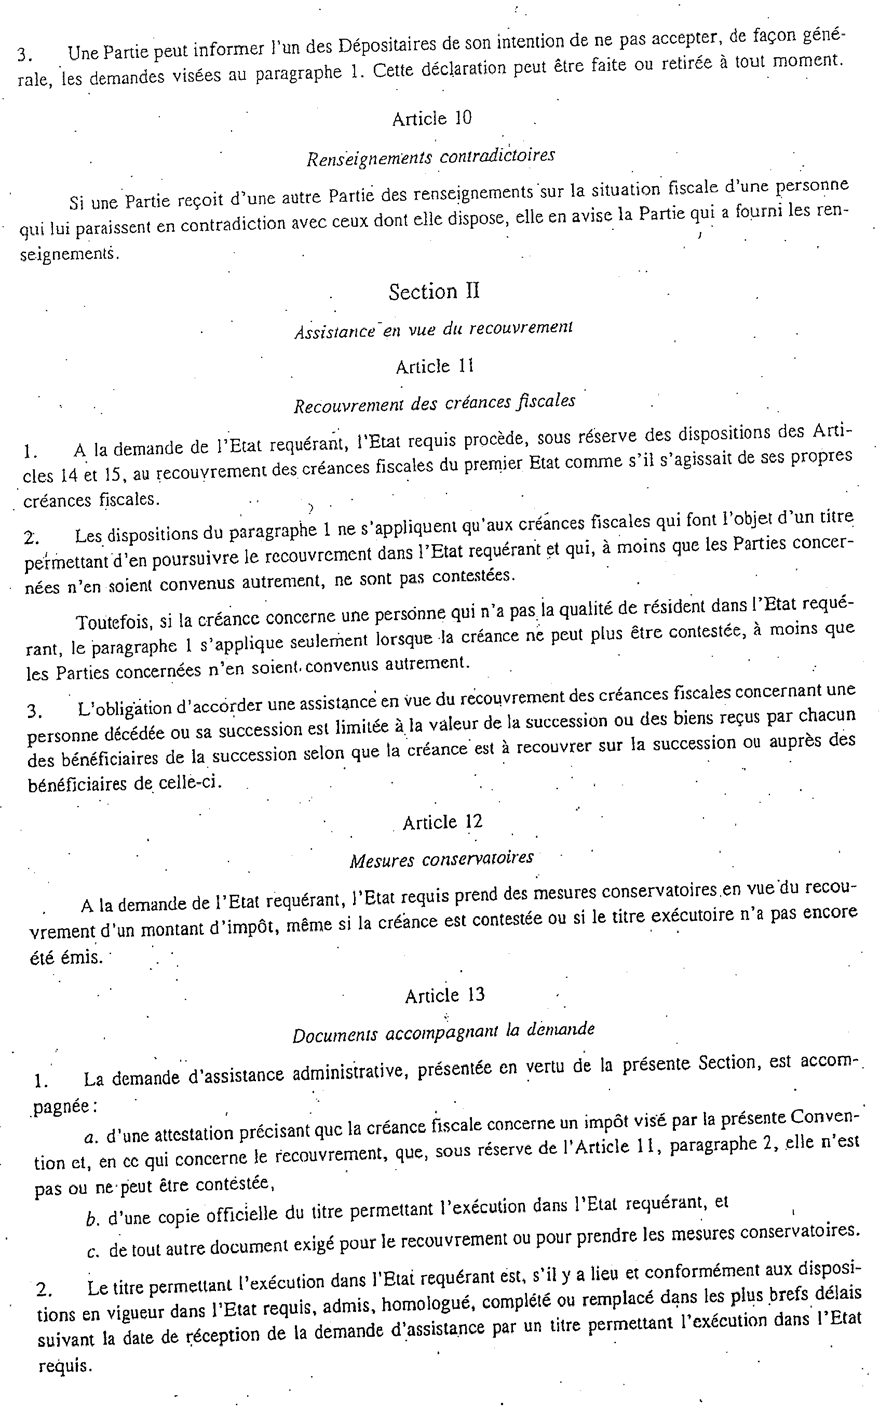 3. Une Partie peut informer l'un des Dépositaires de son intention de ne pas accepter, de façon géné-
rale, les demandes visées au paragraphe 1. Cette déclaration peut être faite ou retirée à tout moment.
Article 10
Renseignements contradictoires
Si une Partie reçoit d'une autre Partie des renseignements sur la situation fiscale d'une personne
qui lui paraissent en contradiction avec ceux dont elle dispose, elle en avise la Partie qui a fourni les ren-
seignements.
Section II
Assistance en vue du recouvrement
Article 11
Recouvrement des créances fiscales
1. A la demande de l'Etat requérant, l'Etat requis procède, sous réserve des dispositions des Arti-
cles 14 et 15, au recouvrement des créances fiscales du premier Etat comme s'il s'agissait de ses propres
créances fiscales.
2. Les dispositions du paragraphe 1 ne s'appliquent qu'aux créances fiscales qui font l'objet d'un titre
permettant d'en poursuivre le recouvrement dans l'Etat requérant et qui, à moins que les Parties concer-
nées n'en soient convenus autrement, ne sont pas contestées.
Toutefois, si la créance concerne une personne qui n'a pas la qualité de résident dans l'Etat requé-
rant, le paragraphe 1 s'applique seulement lorsque la créance ne peut plus être contestée, à moins que
les Parties concernées n'en soient convenus autrement.
3. L'obligation d'accorder une assistance en vue du recouvrement des créances fiscales concernant une
personne décédée ou sa succession est limitée à la valeur de la succession ou des biens reçus par chacun
des bénéficiaires de la succession selon que la créance est à recouvrer sur la succession ou auprès des
bénéficiaires de celle-ci.
Article 12
Mesures conservatoires
A la demande de l'Etat requérant, l'Etat requis prend des mesures conservatoires en vue du recou-
vrement d'un montant d'impôt, même si la créance est contestée ou si le titre exécutoire n'a pas encore
été émis.
Article 13
Documents accompagnant la demande
1. La demande d'assistance administrative, présentée en vertu de la présente Section, est accom-
pagnée :
a. d'une attestation précisant que la créance fiscale concerne un impôt visé par la présente Conven-
tion et, en ce qui concerne le recouvrement, que, sous réserve de l'Article 11, paragraphe 2, elle n'est
pas ou ne peut être contestée,
b. d'une copie officielle du titre permettant l'exécution dans l'Etat requérant, et
c. de tout autre document exigé pour le recouvrement ou pour prendre les mesures conservatoires.
2. Le titre permettant l'exécution dans l'Etat requérant est, s'il y a lieu et conformément aux disposi-
tions en vigueur dans l'Etat requis, admis, homologué, complété ou remplacé dans les plus brefs délais
suivant la date de réception de la demande d'assistance par un titre permettant l'exécution dans l'Etat
requis.